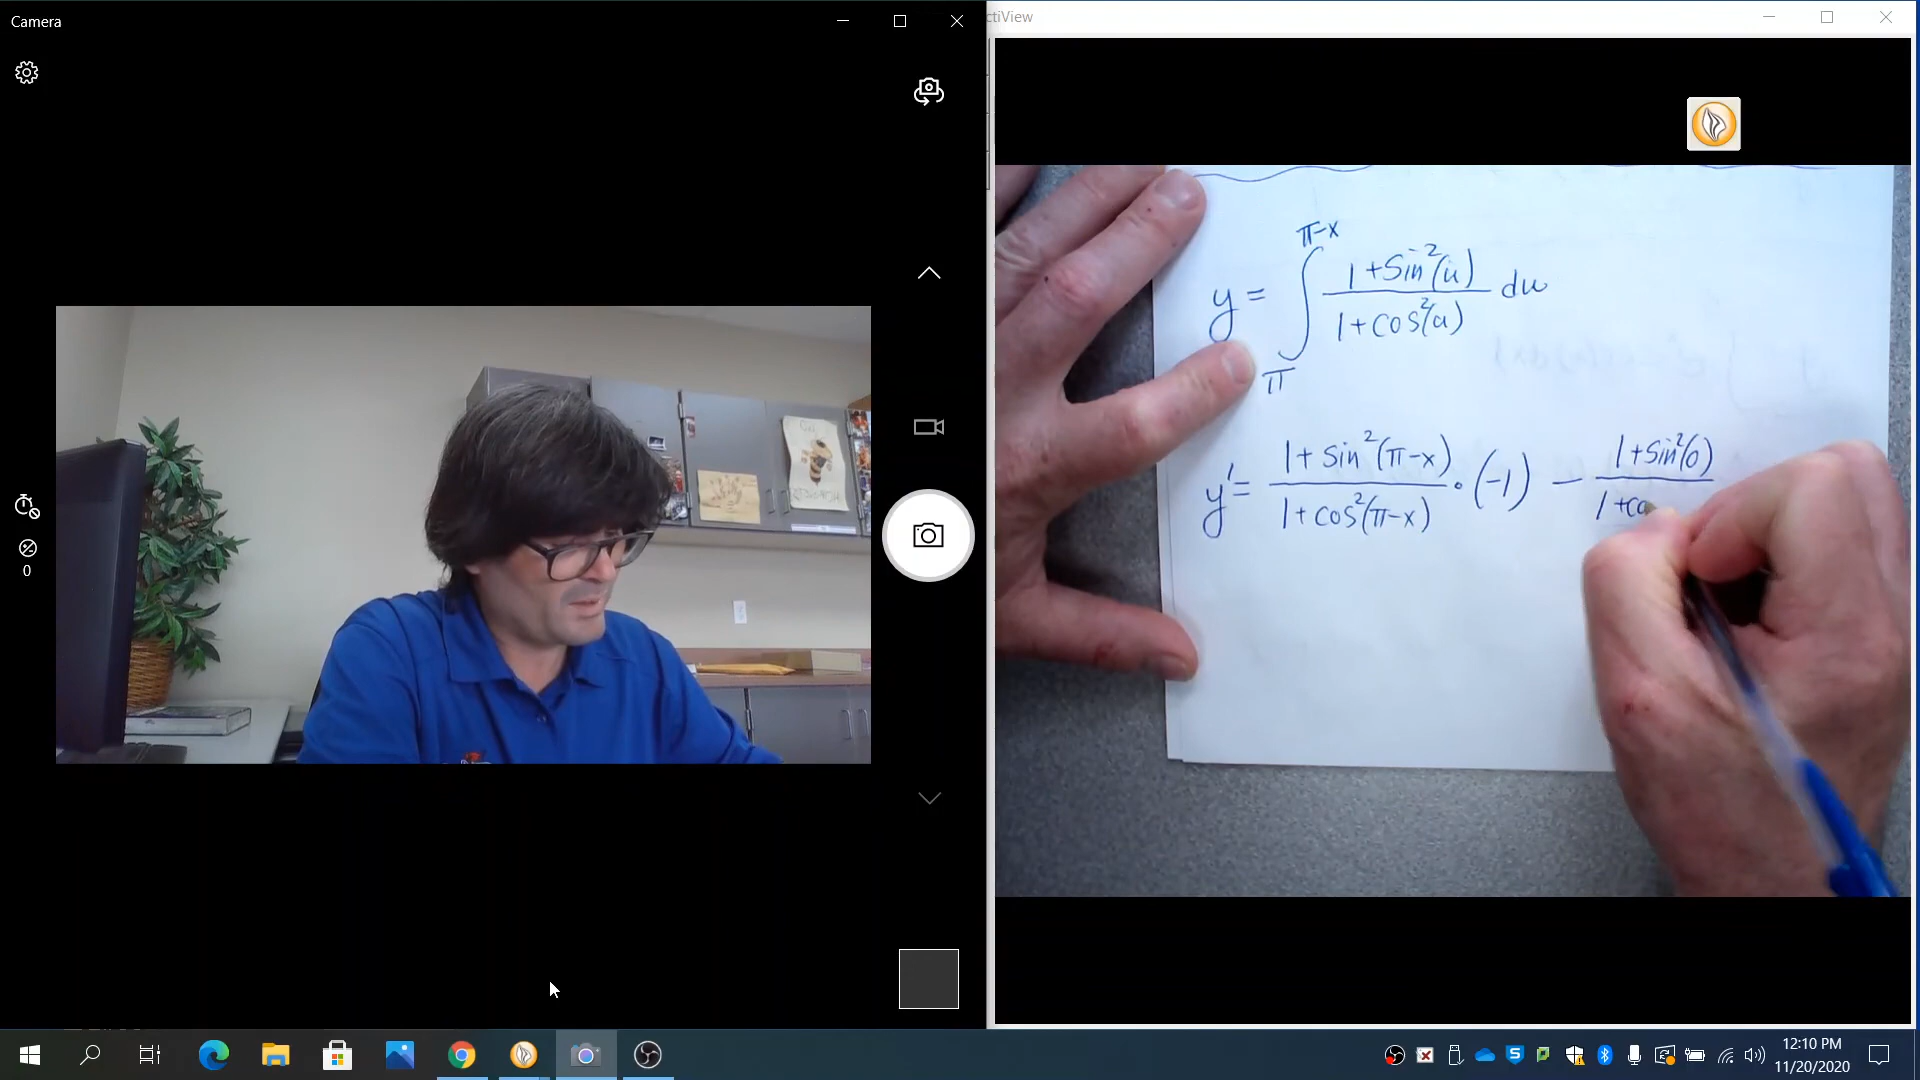 Camera
ctiView
π-x
y = ∫ 1+Sin²(u) / 1+cos²(u) du
π
y' = 1+ sin²(π-x) / 1+ cos²(π-x) · (-1) - 1+sin²(0) / 1+co
0
12:10 PM
11/20/2020